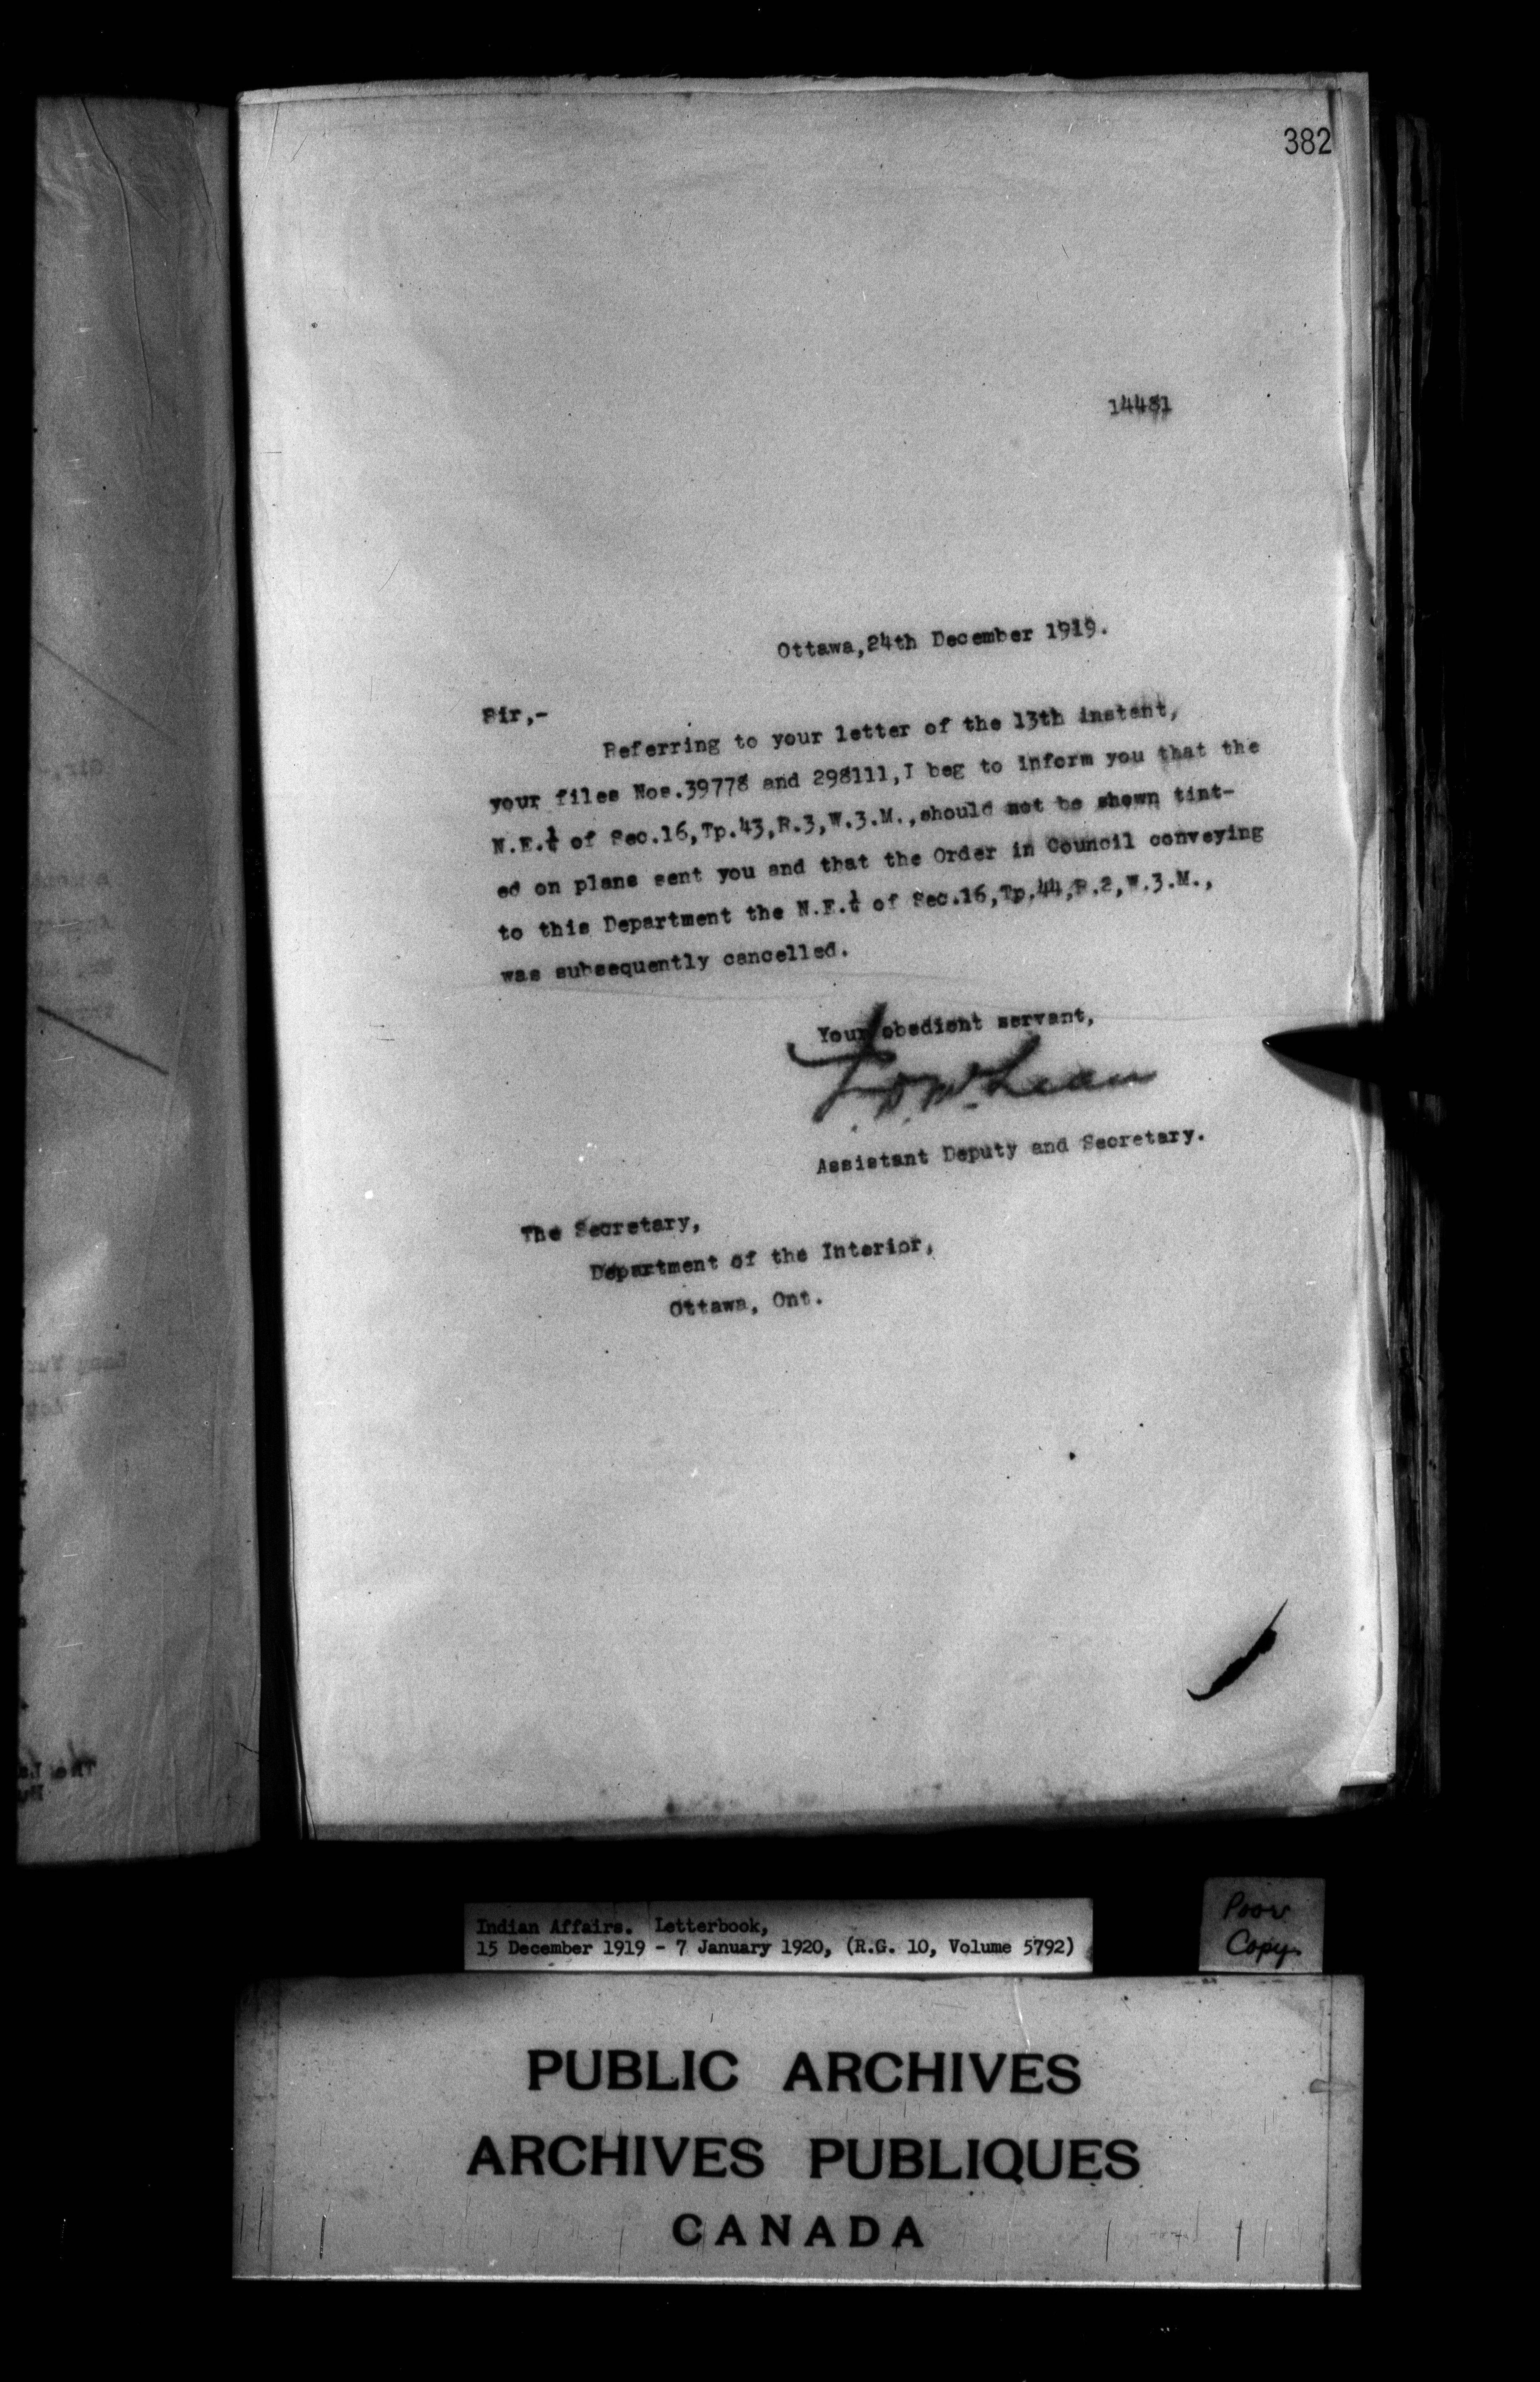 382
14481
Ottawa,24th December 1919.
Sir,-
Referring to your letter of the 13th instant,
your files Nos.39778 and 298111,I beg to inform you that the
N.E.¼ of Sec.16,Tp.43,R.3,W.3.M.,should not be shown tint-
ed on plans sent you and that the Order in Council conveying
to this Department the N.E.¼ of Sec.16,Tp.44,R.2,W.3.M.,
was subsequently cancelled.
Your obedient servant,
Assistant Deputy and Secretary.
The Secretary,
Department of the Interior,
Ottawa, Ont.
Indian Affairs. Letterbook,
15 December 1919 - 7 January 1920, (R.G. 10, Volume 5792)
Poor
Copy
PUBLIC ARCHIVES
ARCHIVES PUBLIQUES
CANADA